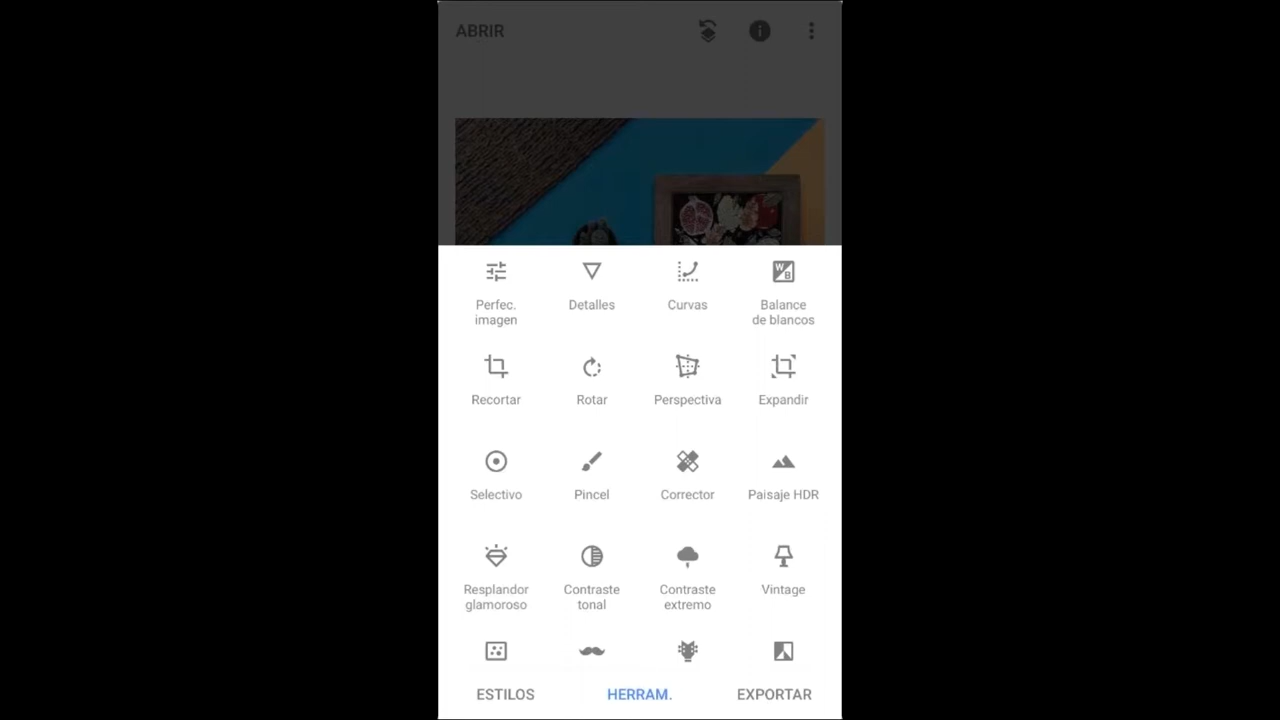 ABRIR
Perfec.
imagen
Detalles
Curvas
Balance
de blancos
Recortar
Rotar
Perspectiva
Expandir
Selectivo
Pincel
Corrector
Paisaje HDR
Resplandor
glamoroso
Contraste
tonal
Contraste
extremo
Vintage
ESTILOS
HERRAM.
EXPORTAR